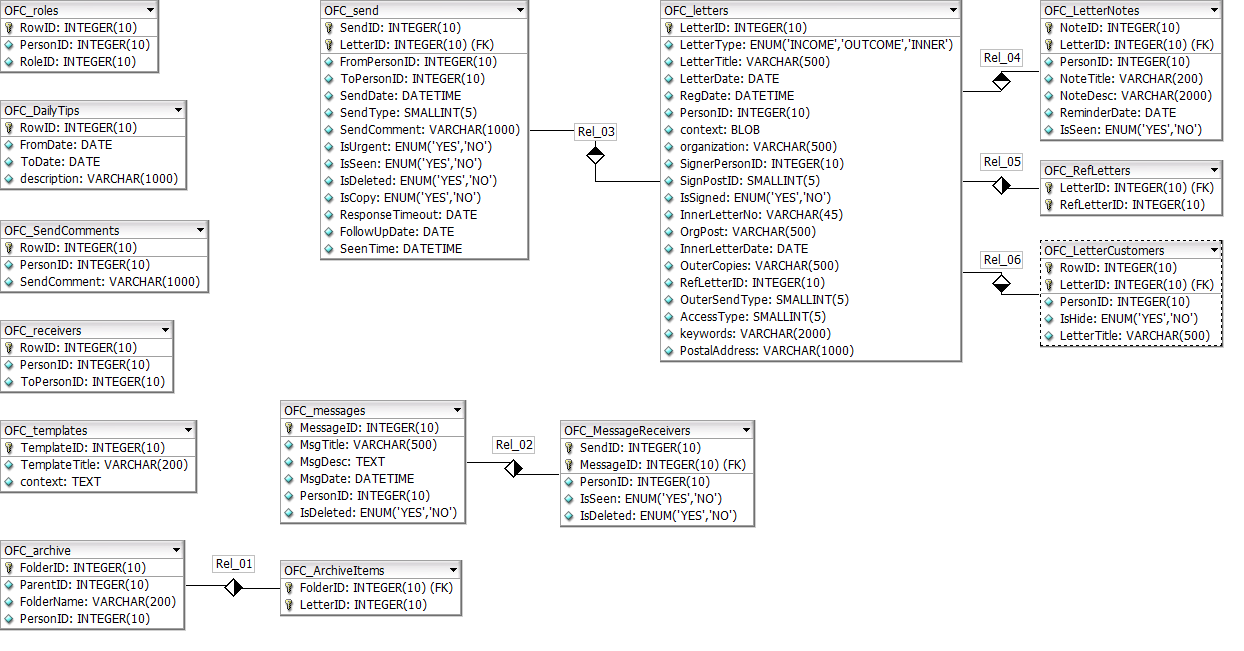 OFC_roles
RowID: INTEGER(10)
PersonID: INTEGER(10)
RoleID: INTEGER(10)
OFC_DailyTips
RowID: INTEGER(10)
FromDate: DATE
ToDate: DATE
description: VARCHAR(1000)
OFC_SendComments
RowID: INTEGER(10)
PersonID: INTEGER(10)
SendComment: VARCHAR(1000)
OFC_receivers
RowID: INTEGER(10)
PersonID: INTEGER(10)
ToPersonID: INTEGER(10)
OFC_templates
TemplateID: INTEGER(10)
TemplateTitle: VARCHAR(200)
context: TEXT
OFC_archive
FolderID: INTEGER(10)
ParentID: INTEGER(10)
FolderName: VARCHAR(200)
PersonID: INTEGER(10)
Rel_01
OFC_ArchiveItems
FolderID: INTEGER(10) (FK)
LetterID: INTEGER(10)
OFC_send
SendID: INTEGER(10)
LetterID: INTEGER(10) (FK)
FromPersonID: INTEGER(10)
ToPersonID: INTEGER(10)
SendDate: DATETIME
SendType: SMALLINT(5)
SendComment: VARCHAR(1000)
IsUrgent: ENUM('YES','NO')
IsSeen: ENUM('YES','NO')
IsDeleted: ENUM('YES','NO')
IsCopy: ENUM('YES','NO')
ResponseTimeout: DATE
FollowUpDate: DATE
SeenTime: DATETIME
Rel_03
OFC_messages
MessageID: INTEGER(10)
MsgTitle: VARCHAR(500)
MsgDesc: TEXT
MsgDate: DATETIME
PersonID: INTEGER(10)
IsDeleted: ENUM('YES','NO')
Rel_02
OFC_MessageReceivers
SendID: INTEGER(10)
MessageID: INTEGER(10) (FK)
PersonID: INTEGER(10)
IsSeen: ENUM('YES','NO')
IsDeleted: ENUM('YES','NO')
OFC_letters
LetterID: INTEGER(10)
LetterType: ENUM('INCOME','OUTCOME','INNER')
LetterTitle: VARCHAR(500)
LetterDate: DATE
RegDate: DATETIME
PersonID: INTEGER(10)
context: BLOB
organization: VARCHAR(500)
SignerPersonID: INTEGER(10)
SignPostID: SMALLINT(5)
IsSigned: ENUM('YES','NO')
InnerLetterNo: VARCHAR(45)
OrgPost: VARCHAR(500)
InnerLetterDate: DATE
OuterCopies: VARCHAR(500)
RefLetterID: INTEGER(10)
OuterSendType: SMALLINT(5)
AccessType: SMALLINT(5)
keywords: VARCHAR(2000)
PostalAddress: VARCHAR(1000)
Rel_04
OFC_LetterNotes
NoteID: INTEGER(10)
LetterID: INTEGER(10) (FK)
PersonID: INTEGER(10)
NoteTitle: VARCHAR(200)
NoteDesc: VARCHAR(2000)
ReminderDate: DATE
IsSeen: ENUM('YES','NO')
Rel_05
OFC_RefLetters
LetterID: INTEGER(10) (FK)
RefLetterID: INTEGER(10)
Rel_06
OFC_LetterCustomers
RowID: INTEGER(10)
LetterID: INTEGER(10) (FK)
PersonID: INTEGER(10)
IsHide: ENUM('YES','NO')
LetterTitle: VARCHAR(500)